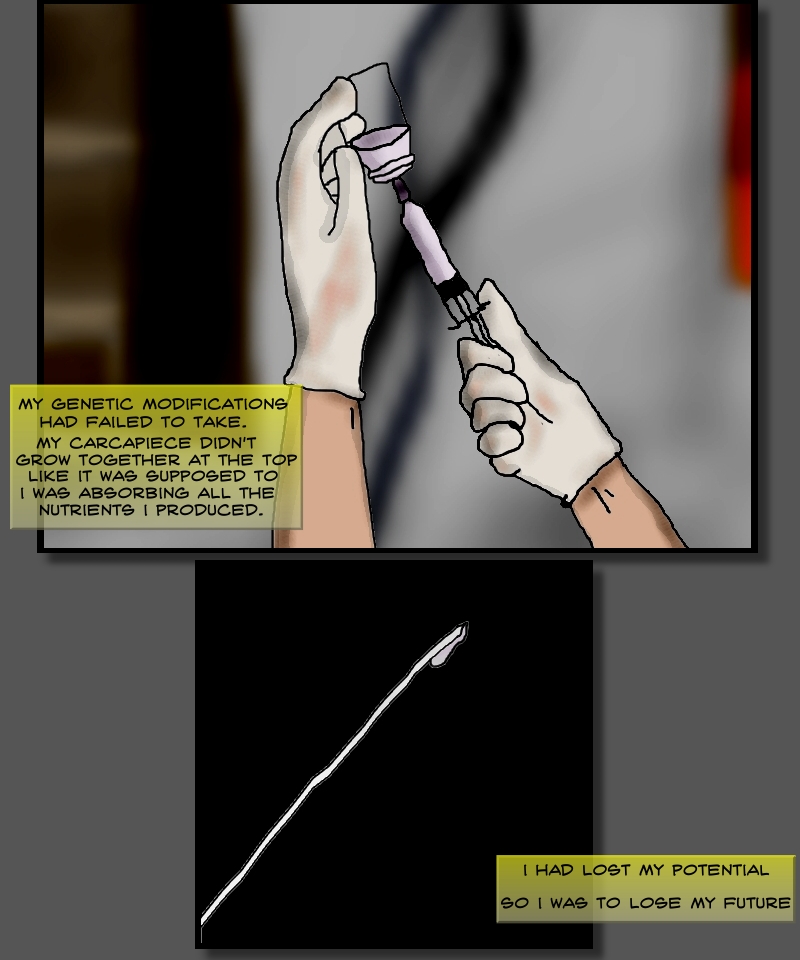 MY GENETIC MODIFICATIONS
HAD FAILED TO TAKE.
MY CARCAPIECE DIDN'T
GROW TOGETHER AT THE TOP
LIKE IT WAS SUPPOSED TO
I WAS ABSORBING ALL THE
NUTRIENTS I PRODUCED.
I HAD LOST MY POTENTIAL
SO I WAS TO LOSE MY FUTURE